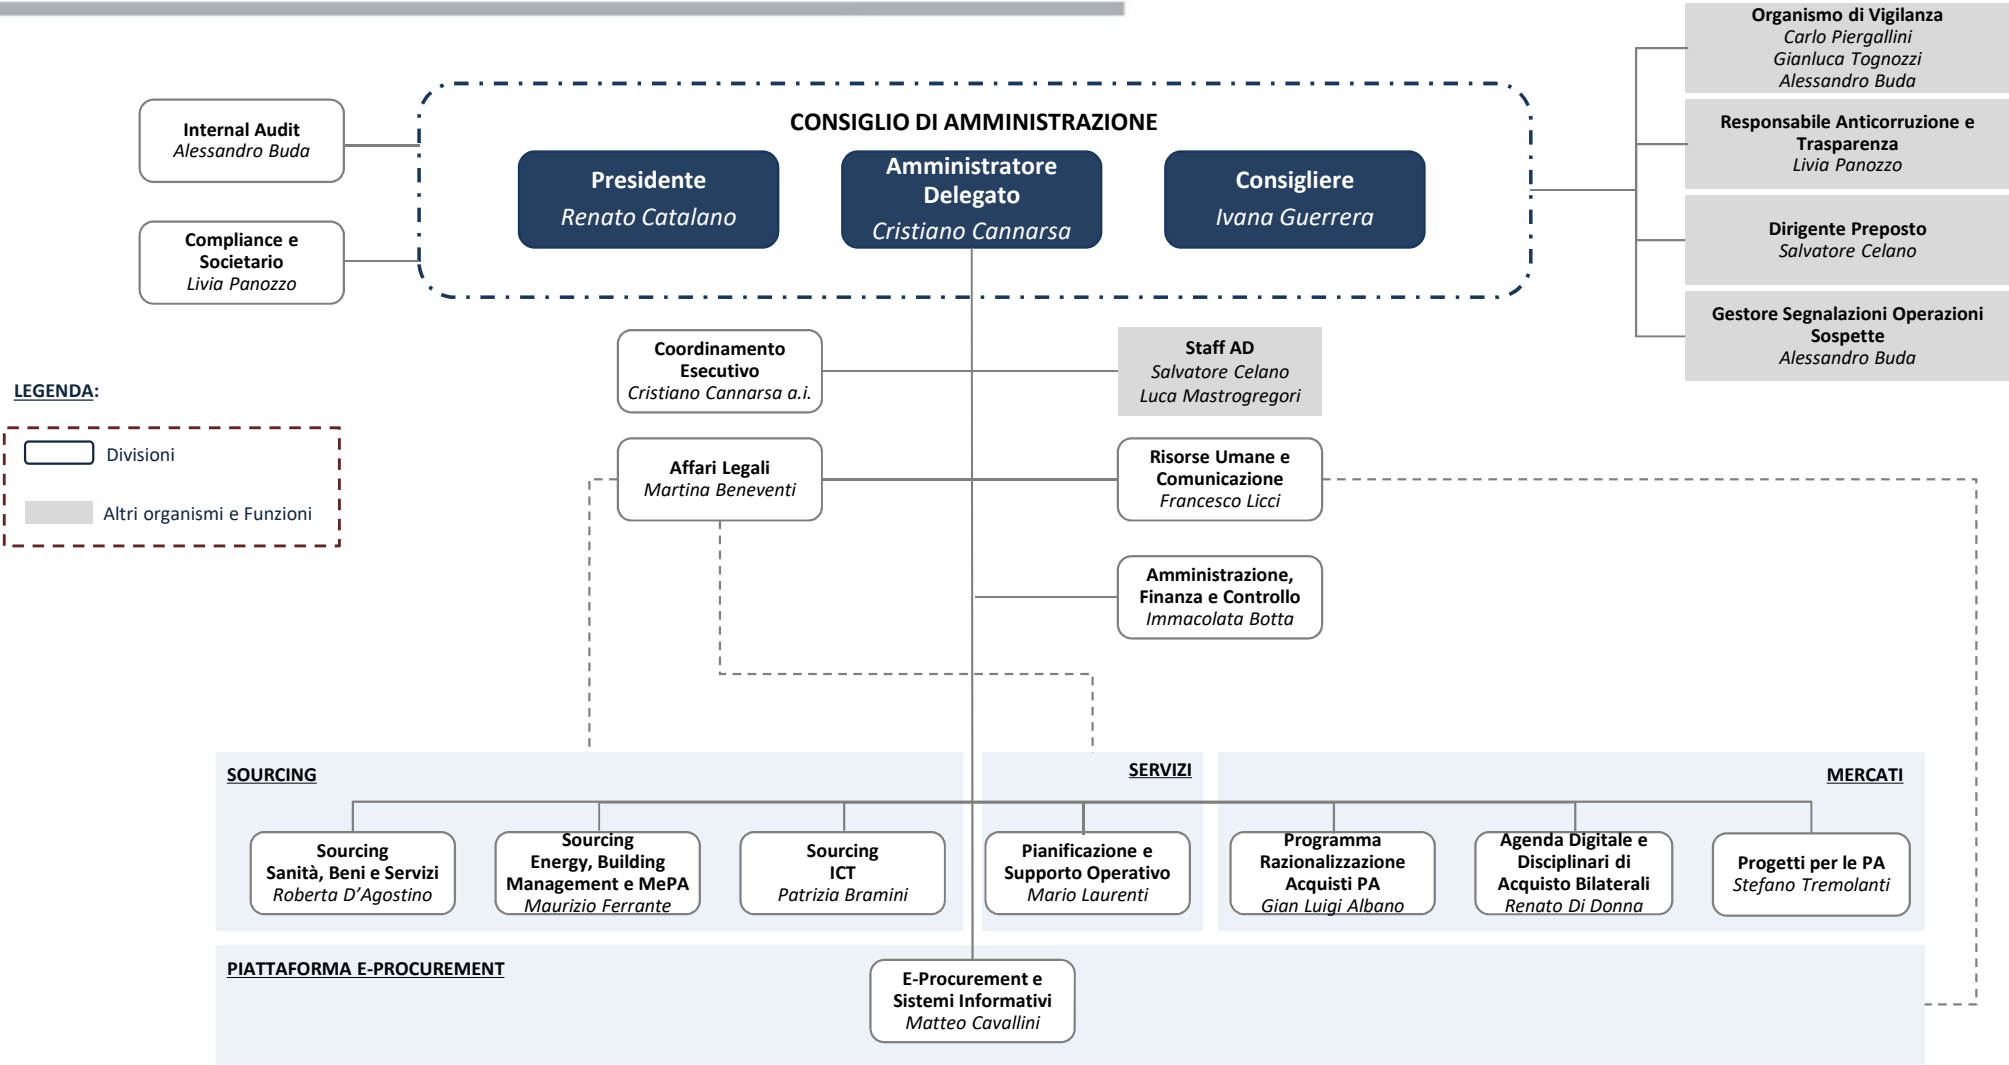 Organismo di Vigilanza
Carlo Piergallini
Gianluca Tognozzi
Alessandro Buda
Responsabile Anticorruzione e
Trasparenza
Livia Panozzo
Dirigente Preposto
Salvatore Celano
Gestore Segnalazioni Operazioni
Sospette
Alessandro Buda
CONSIGLIO DI AMMINISTRAZIONE
Internal Audit
Alessandro Buda
Compliance e
Societario
Livia Panozzo
Presidente
Renato Catalano
Amministratore
Delegato
Cristiano Cannarsa
Consigliere
Ivana Guerrera
Coordinamento
Esecutivo
Cristiano Cannarsa a.i.
Staff AD
Salvatore Celano
Luca Mastrogregori
LEGENDA:
Divisioni
Altri organismi e Funzioni
Affari Legali
Martina Beneventi
Risorse Umane e
Comunicazione
Francesco Licci
Amministrazione,
Finanza e Controllo
Immacolata Botta
SOURCING
SERVIZI
MERCATI
Sourcing
Sanità, Beni e Servizi
Roberta D’Agostino
Sourcing
Energy, Building
Management e MePA
Maurizio Ferrante
Sourcing
ICT
Patrizia Bramini
Pianificazione e
Supporto Operativo
Mario Laurenti
Programma
Razionalizzazione
Acquisti PA
Gian Luigi Albano
Agenda Digitale e
Disciplinari di
Acquisto Bilaterali
Renato Di Donna
Progetti per le PA
Stefano Tremolanti
PIATTAFORMA E-PROCUREMENT
E-Procurement e
Sistemi Informativi
Matteo Cavallini